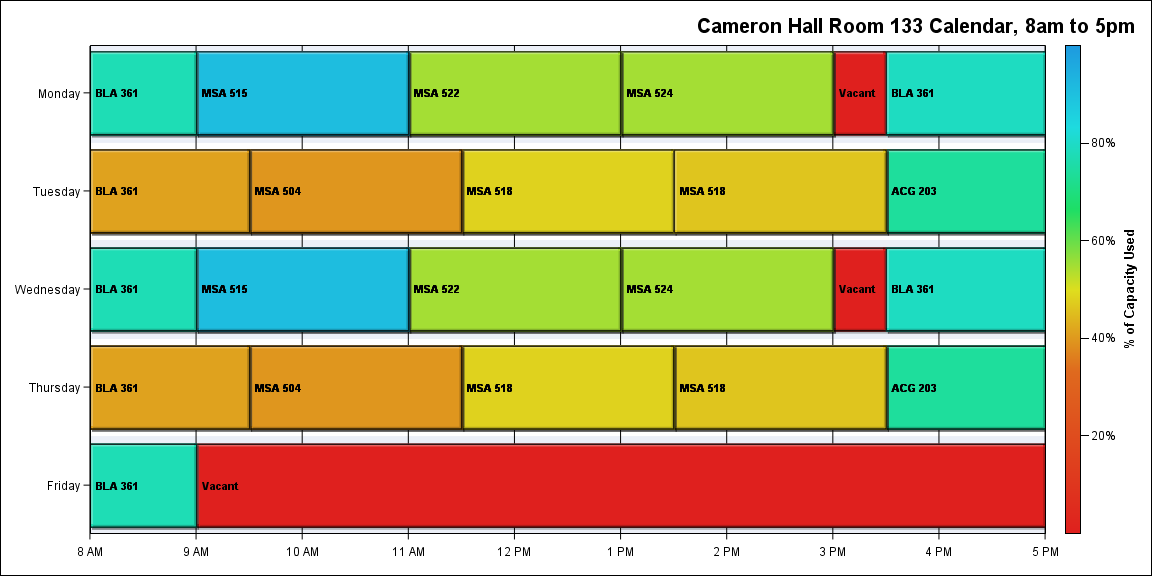 Cameron Hall Room 133 Calendar, 8am to 5pm
Monday
BLA 361
MSA 515
MSA 522
MSA 524
Vacant
BLA 361
Tuesday
BLA 361
MSA 504
MSA 518
MSA 518
ACG 203
Wednesday
BLA 361
MSA 515
MSA 522
MSA 524
Vacant
BLA 361
Thursday
BLA 361
MSA 504
MSA 518
MSA 518
ACG 203
Friday
BLA 361
Vacant
8 AM
9 AM
10 AM
11 AM
12 PM
1 PM
2 PM
3 PM
4 PM
5 PM
80%
60%
40%
20%
% of Capacity Used